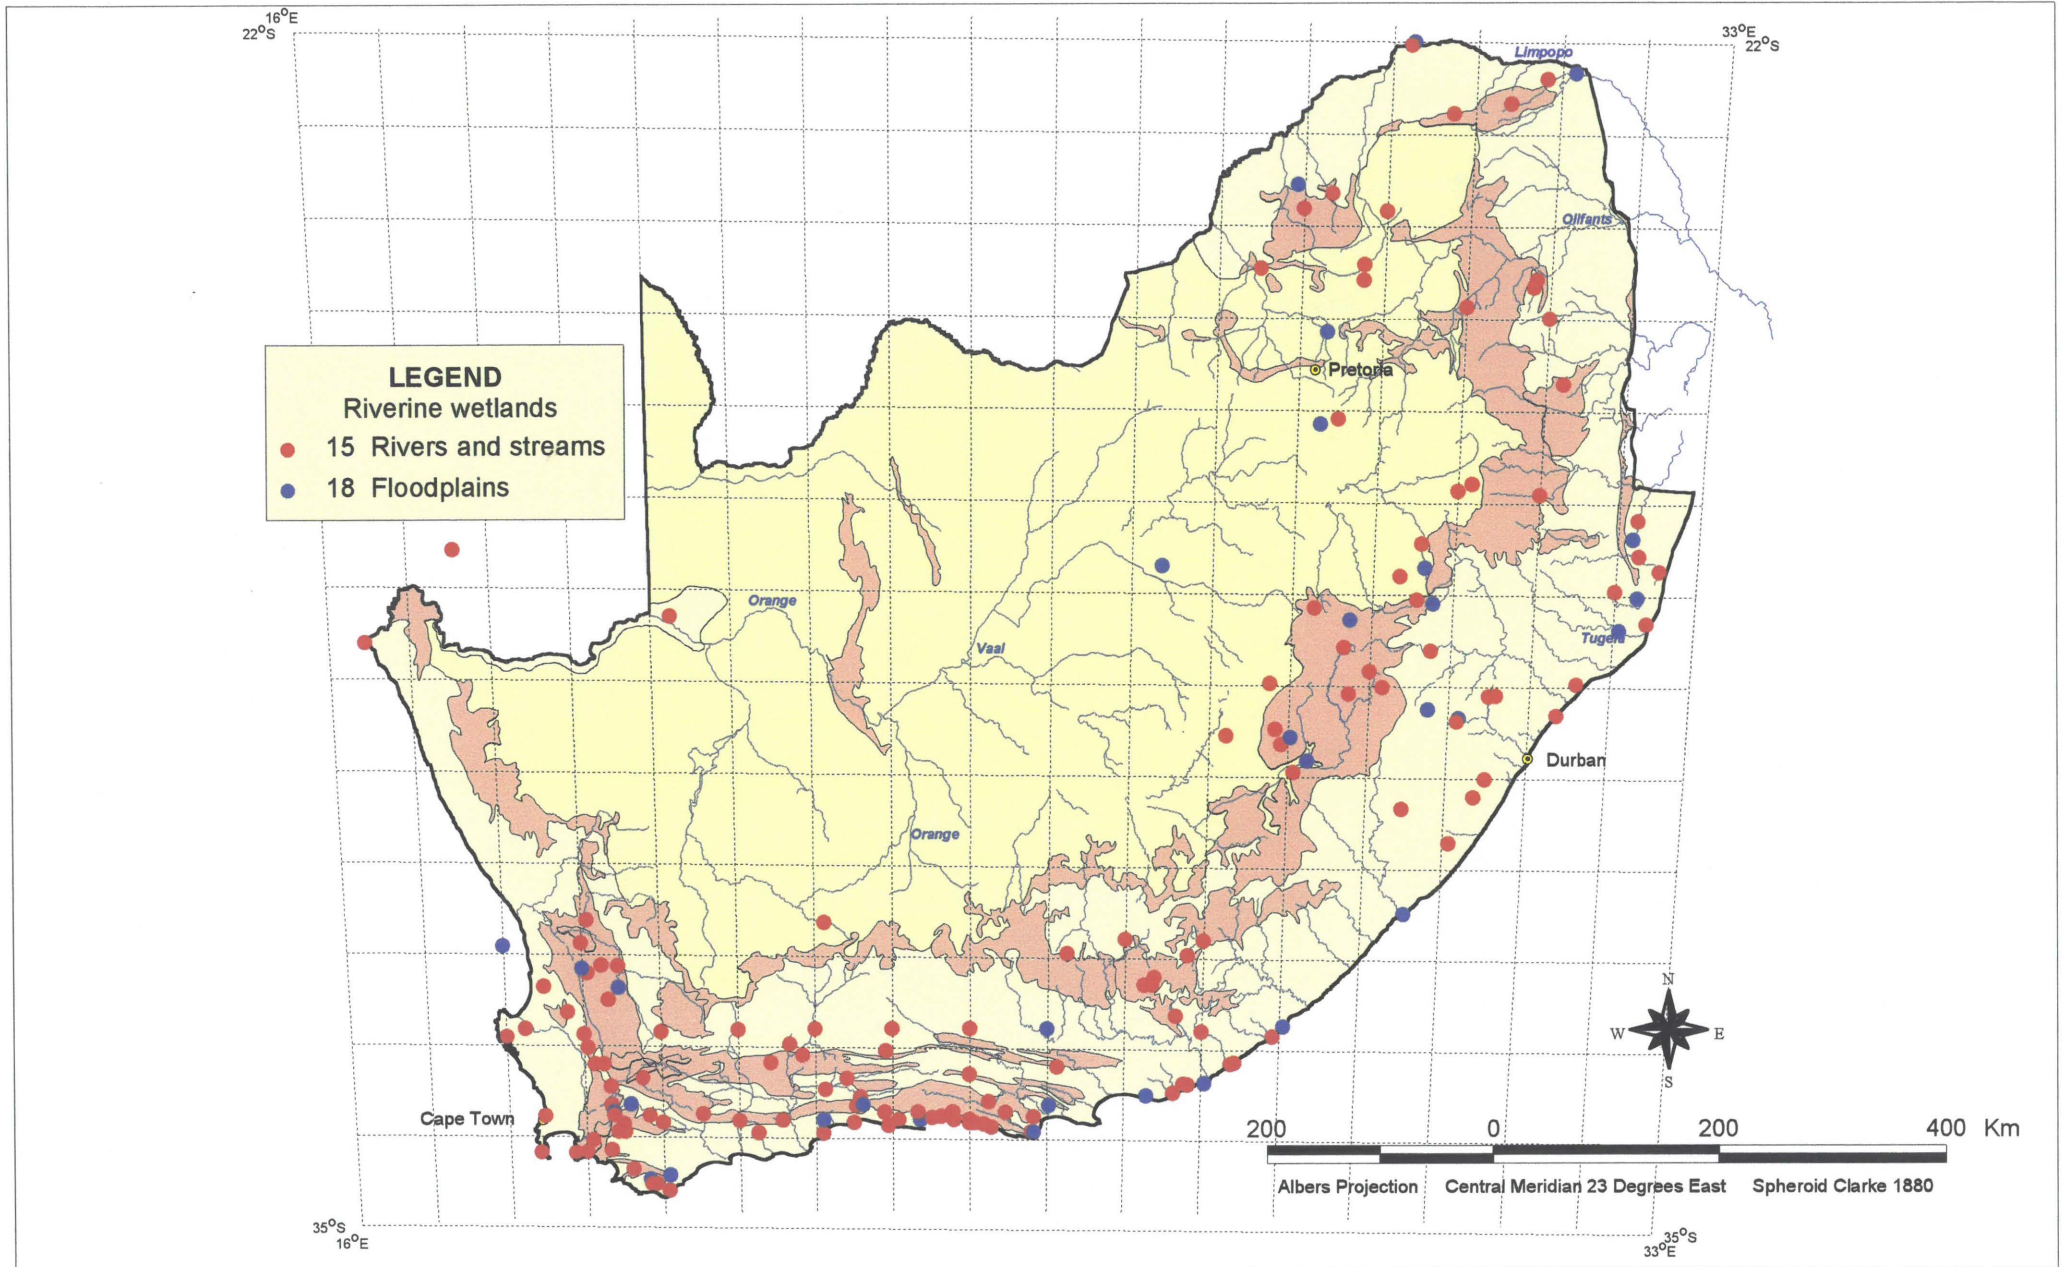 16°E
22°S
33°E
22°S
Limpopo
Olifants
Pretoria
LEGEND
Riverine wetlands
15 Rivers and streams
18 Floodplains
Orange
Vaal
Tugela
Durban
Orange
N
W E
S
Cape Town
200 0 200 400 Km
Albers Projection Central Meridian 23 Degrees East Spheroid Clarke 1880
35°S
16°E
35°S
33°E